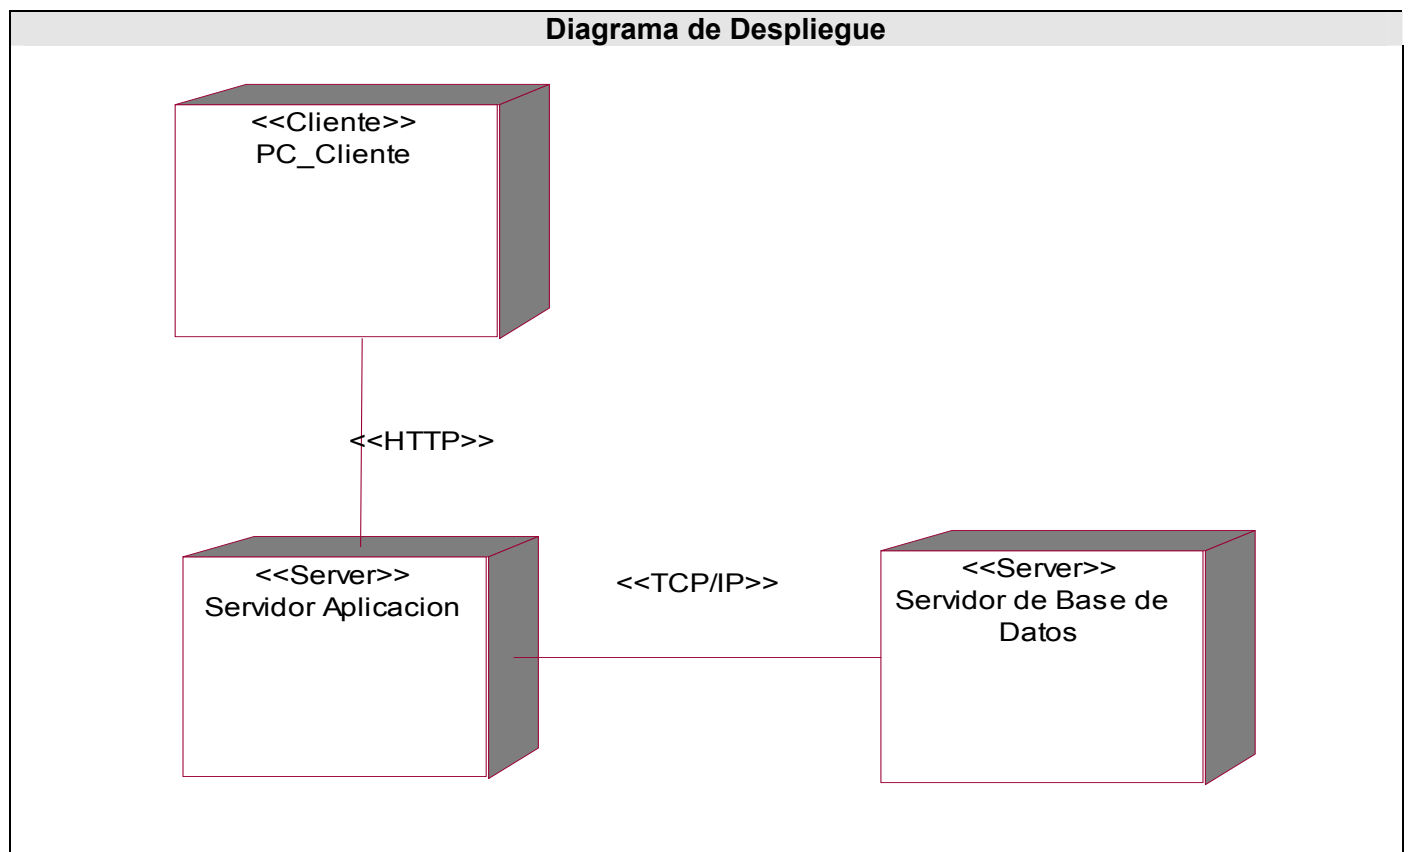 Diagrama de Despliegue
<<Cliente>>
PC_Cliente
<<HTTP>>
<<Server>>
Servidor Aplicacion
<<TCP/IP>>
<<Server>>
Servidor de Base de
Datos